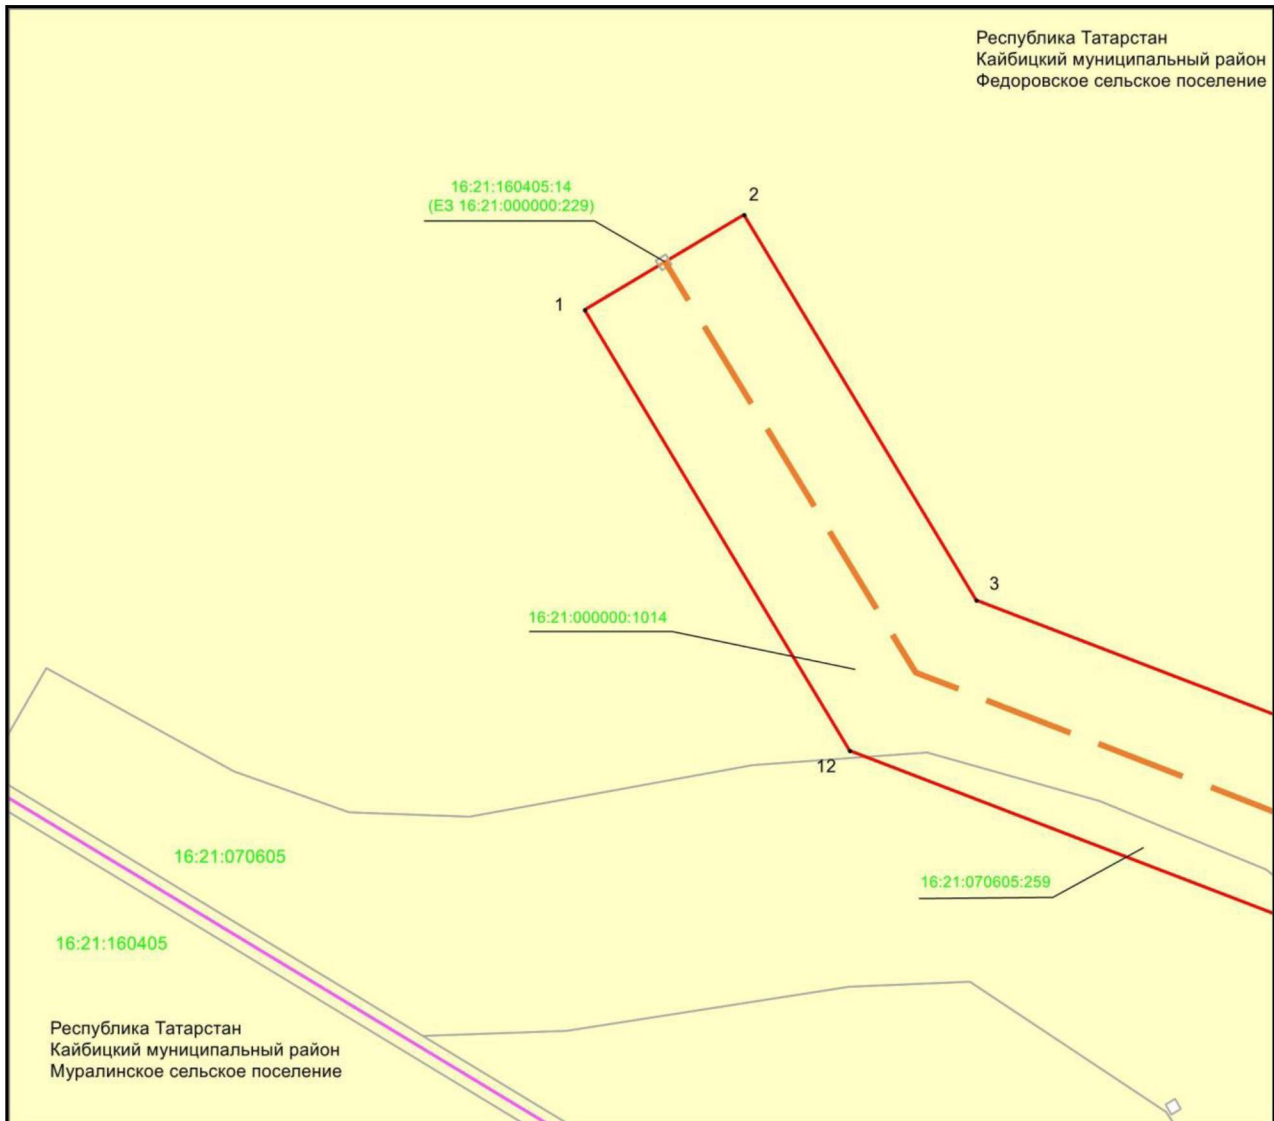 Республика Татарстан
Кайбицкий муниципальный район
Федоровское сельское поселение
16:21:160405:14
(ЕЗ 16:21:000000:229)
2
1
3
16:21:000000:1014
12
16:21:070605
16:21:070605:259
16:21:160405
Республика Татарстан
Кайбицкий муниципальный район
Муралинское сельское поселение